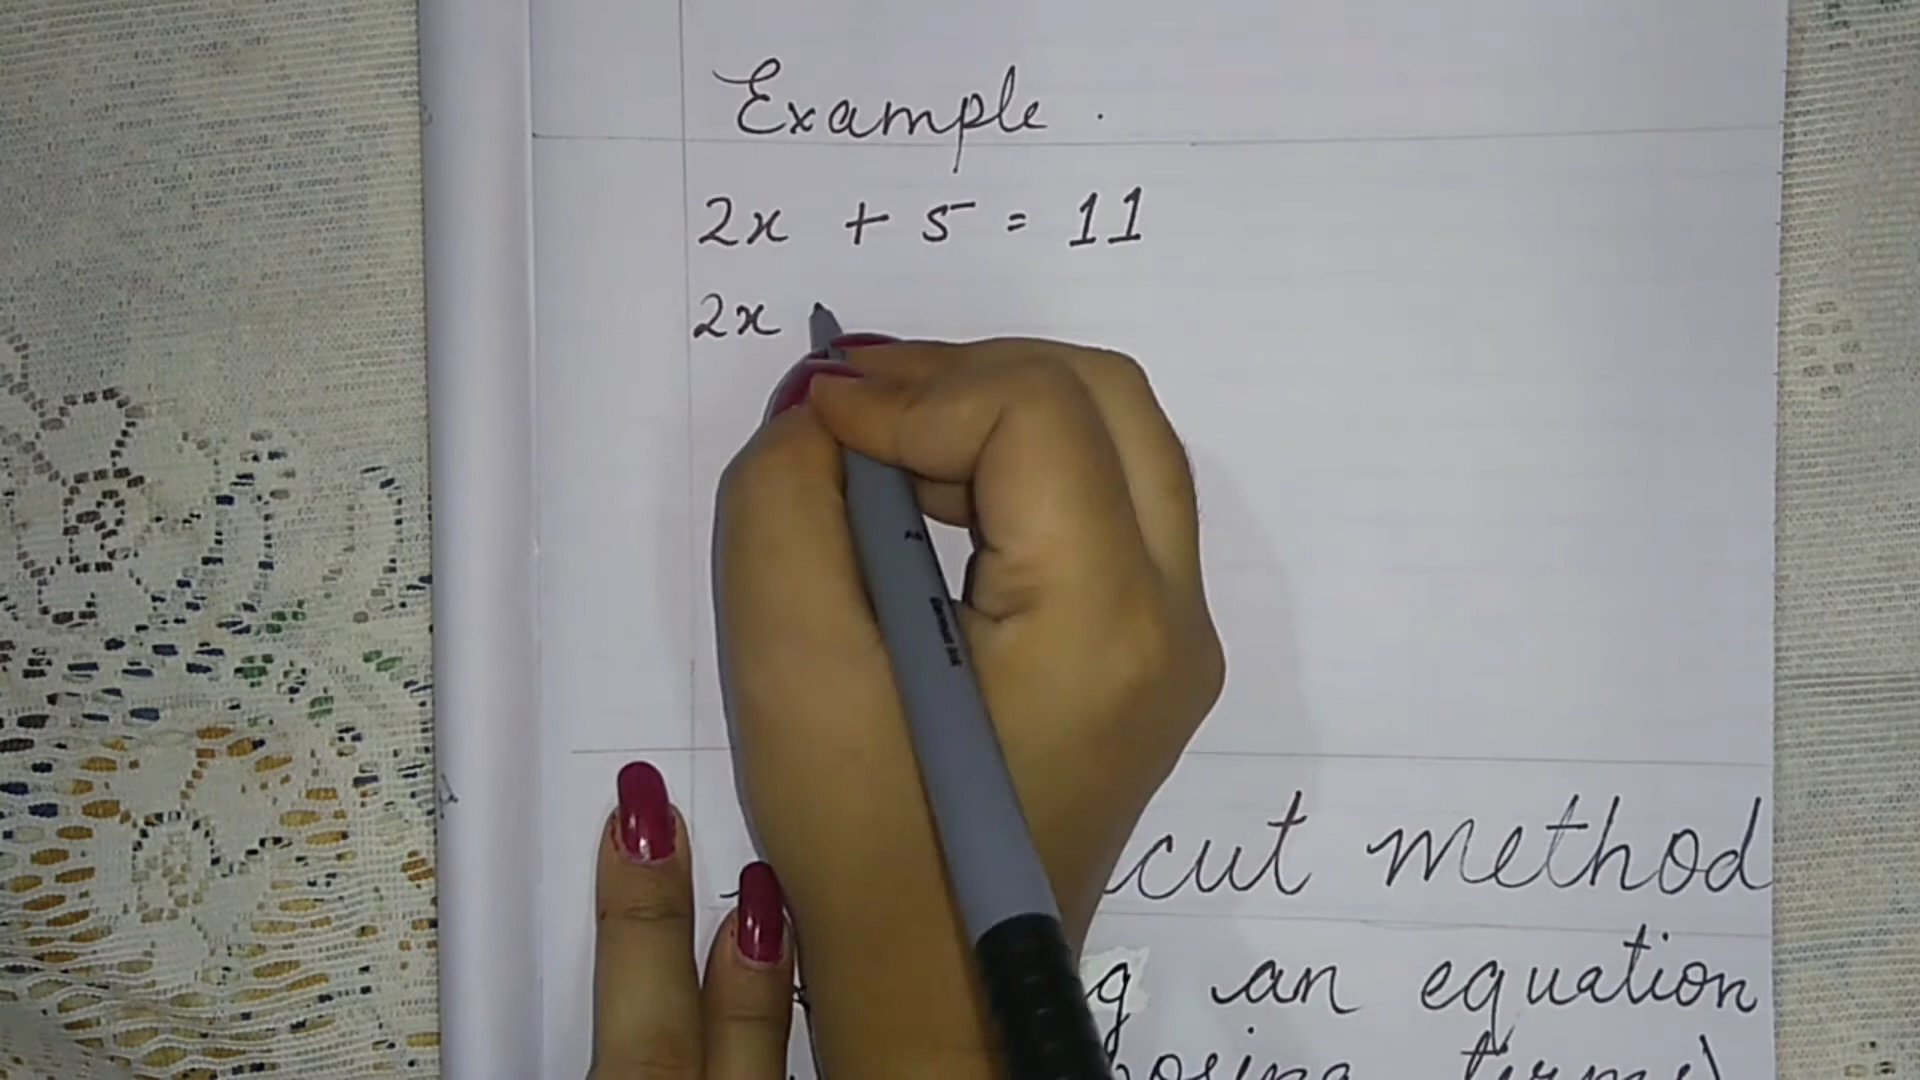 Example .
2x + 5 = 11
2x
cut method
an equation